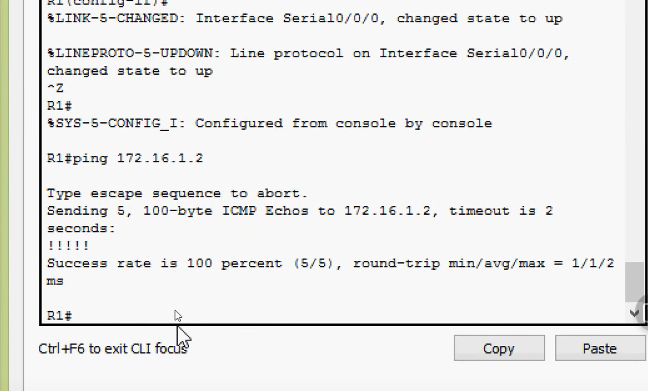 R1(config-if)#
%LINK-5-CHANGED: Interface Serial0/0/0, changed state to up
%LINEPROTO-5-UPDOWN: Line protocol on Interface Serial0/0/0,
changed state to up
^Z
R1#
%SYS-5-CONFIG_I: Configured from console by console
R1#ping 172.16.1.2
Type escape sequence to abort.
Sending 5, 100-byte ICMP Echos to 172.16.1.2, timeout is 2
seconds:
!!!!!
Success rate is 100 percent (5/5), round-trip min/avg/max = 1/1/2
ms
R1#
Ctrl+F6 to exit CLI focus
Copy
Paste